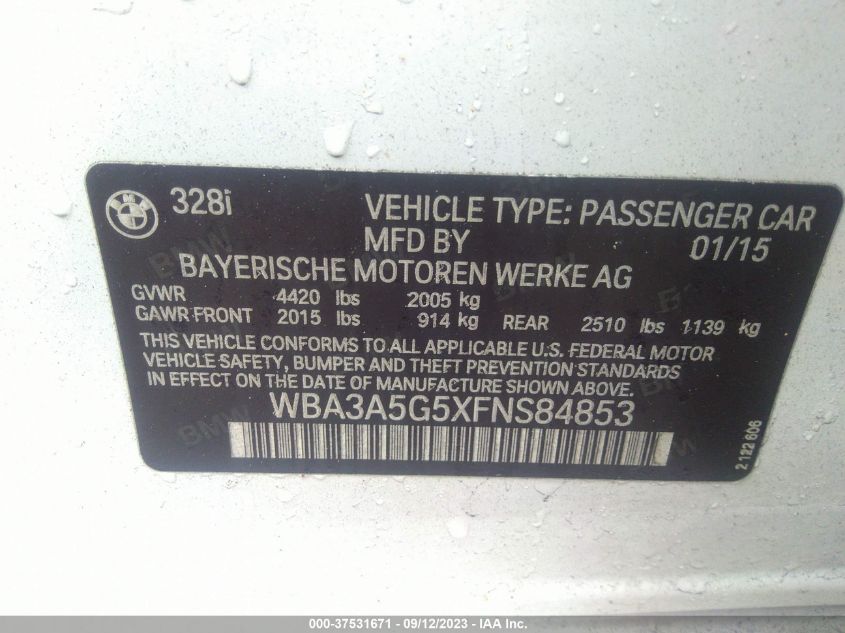 328i
VEHICLE TYPE: PASSENGER CAR
MFD BY 01/15
BAYERISCHE MOTOREN WERKE AG
GVWR 4420 lbs 2005 kg
GAWR FRONT 2015 lbs 914 kg REAR 2510 lbs 1139 kg
THIS VEHICLE CONFORMS TO ALL APPLICABLE U.S. FEDERAL MOTOR
VEHICLE SAFETY, BUMPER AND THEFT PREVENTION STANDARDS
IN EFFECT ON THE DATE OF MANUFACTURE SHOWN ABOVE.
WBA3A5G5XFNS84853
2 122 606
000-37531671 - 09/12/2023 - IAA Inc.